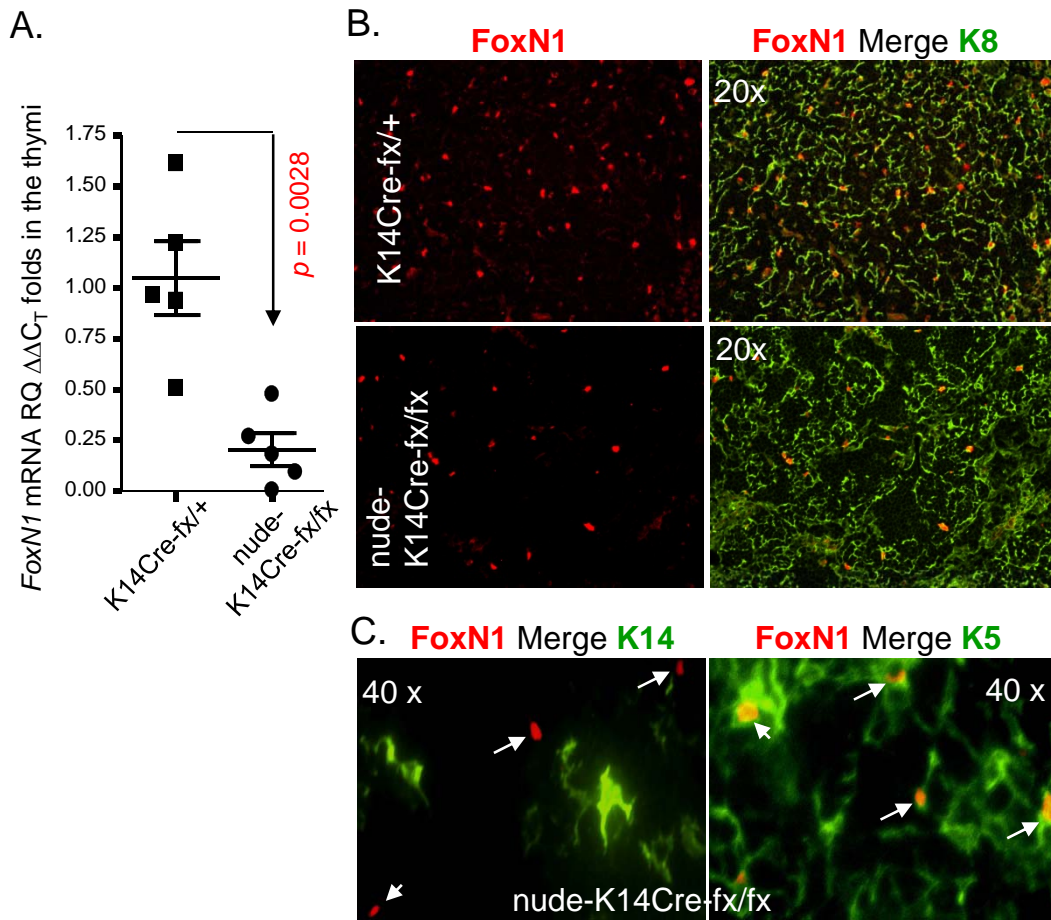 A.
FoxN1 mRNA RQ ΔΔCT folds in the thymi
1.75
1.50
1.25
1.00
0.75
0.50
0.25
0.00
p = 0.0028
K14Cre-fx/+
nude-
K14Cre-fx/fx
B.
FoxN1
FoxN1 Merge K8
K14Cre-fx/+
20x
nude-
K14Cre-fx/fx
20x
C.
FoxN1 Merge K14
FoxN1 Merge K5
40 x
40 x
nude-K14Cre-fx/fx